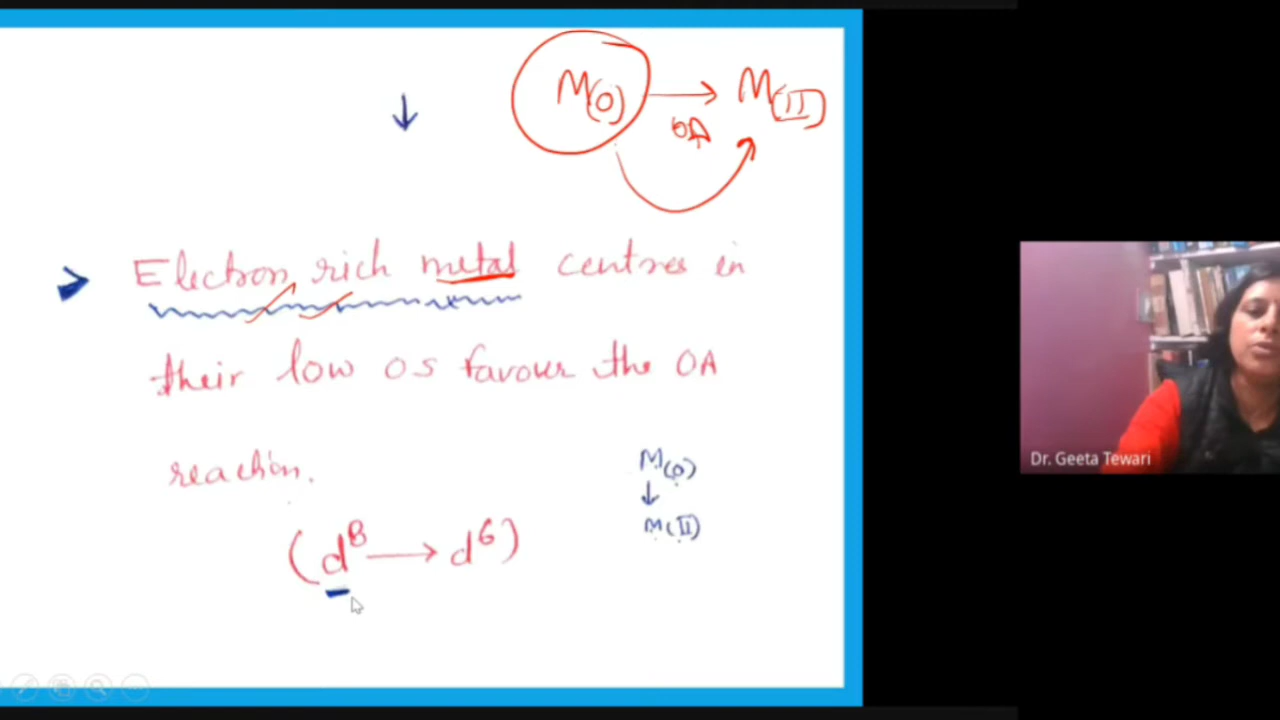 M(0) → M(II)
OA
Electron rich metal centres in
their low OS favour the OA
reaction.
M(0)
↓
M(II)
(d⁸ → d⁶)
Dr. Geeta Tewari